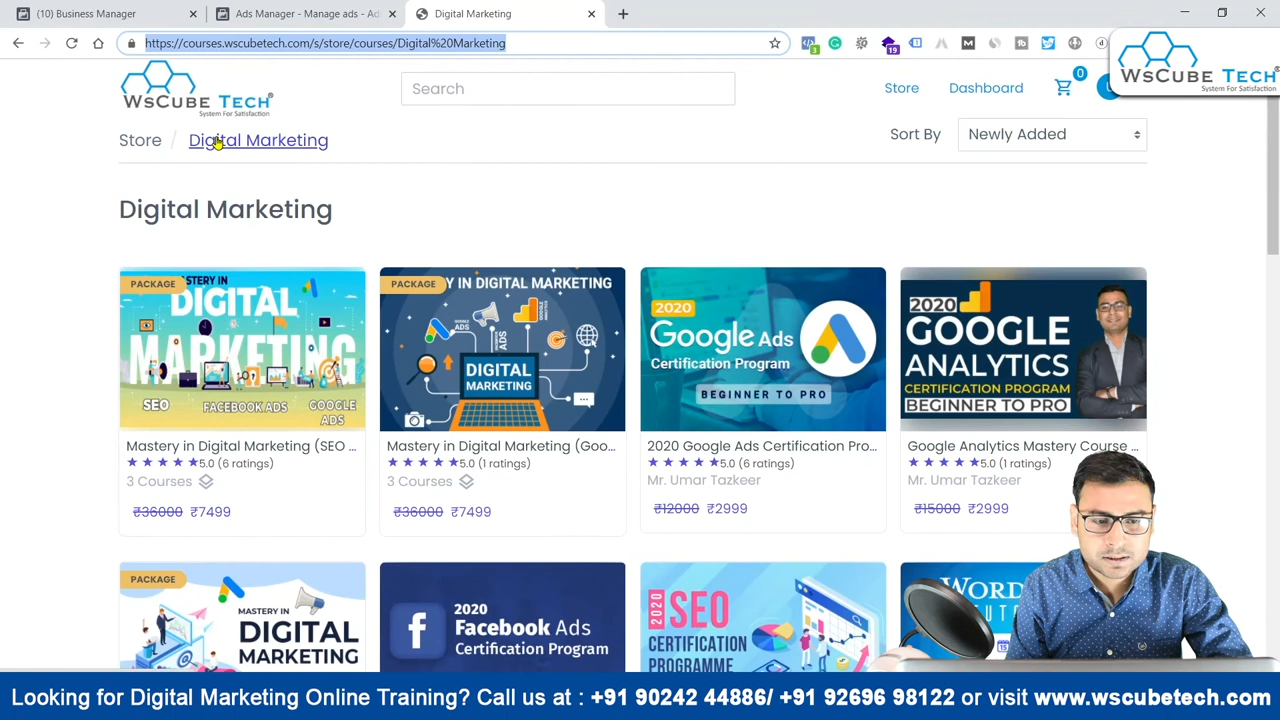 (10) Business Manager
Ads Manager - Manage ads - Ad
Digital Marketing
https://courses.wscubetech.com/s/store/courses/Digital%20Marketing
3
19
WsCube Tech®
System For Satisfaction
Search
Store
Dashboard
0
WsCube Tech®
System For Satisfaction
Store / Digital Marketing
Sort By
Newly Added
Digital Marketing
PACKAGE
MASTERY IN
DIGITAL
MARKETING
SEO
FACEBOOK ADS
GOOGLE
ADS
Mastery in Digital Marketing (SEO ...
5.0 (6 ratings)
3 Courses
₹36000 ₹7499
PACKAGE
Y IN DIGITAL MARKETING
GOOGLE
ADS
ADS
DIGITAL
MARKETING
Mastery in Digital Marketing (Goo...
5.0 (1 ratings)
3 Courses
₹36000 ₹7499
2020
Google Ads
Certification Program
BEGINNER TO PRO
2020 Google Ads Certification Pro...
5.0 (6 ratings)
Mr. Umar Tazkeer
₹12000 ₹2999
2020
GOOGLE
ANALYTICS
CERTIFICATION PROGRAM
BEGINNER TO PRO
Google Analytics Mastery Course ...
5.0 (1 ratings)
Mr. Umar Tazkeer
₹15000 ₹2999
PACKAGE
MASTERY IN
DIGITAL
MARKETING
f
2020
Facebook Ads
Certification Program
2020
SEO
CERTIFICATION
PROGRAMME
Looking for Digital Marketing Online Training? Call us at : +91 90242 44886/ +91 92696 98122 or visit www.wscubetech.com